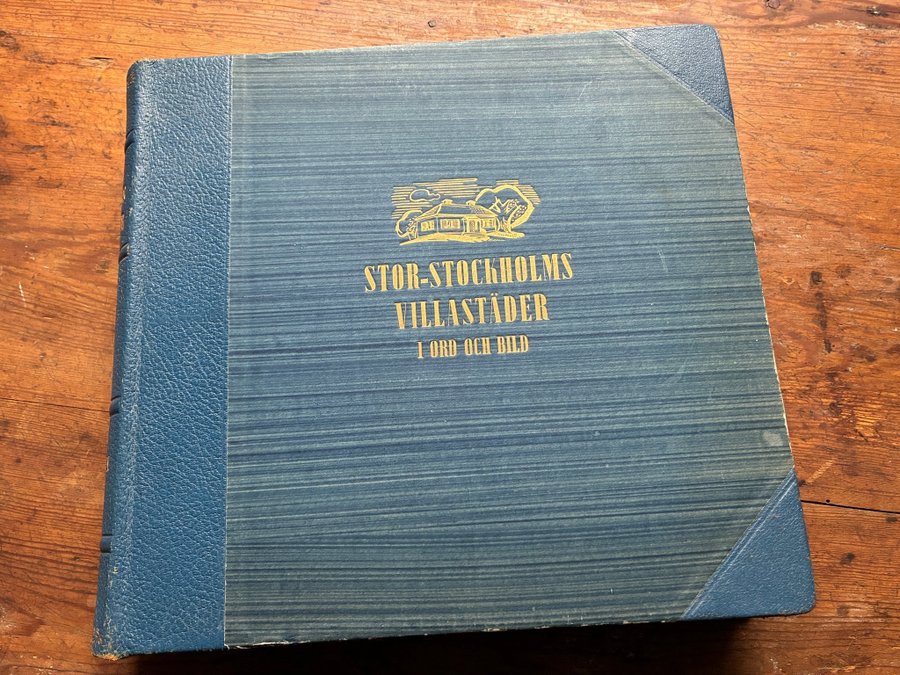 STOR-STOCKHOLMS
VILLASTÄDER
I ORD OCH BILD